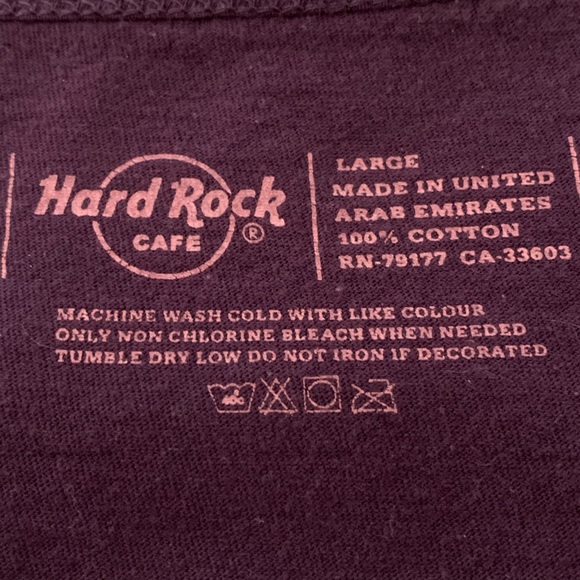 Hard Rock
CAFE ®
LARGE
MADE IN UNITED
ARAB EMIRATES
100% COTTON
RN-79177 CA-33603
MACHINE WASH COLD WITH LIKE COLOUR
ONLY NON CHLORINE BLEACH WHEN NEEDED
TUMBLE DRY LOW DO NOT IRON IF DECORATED